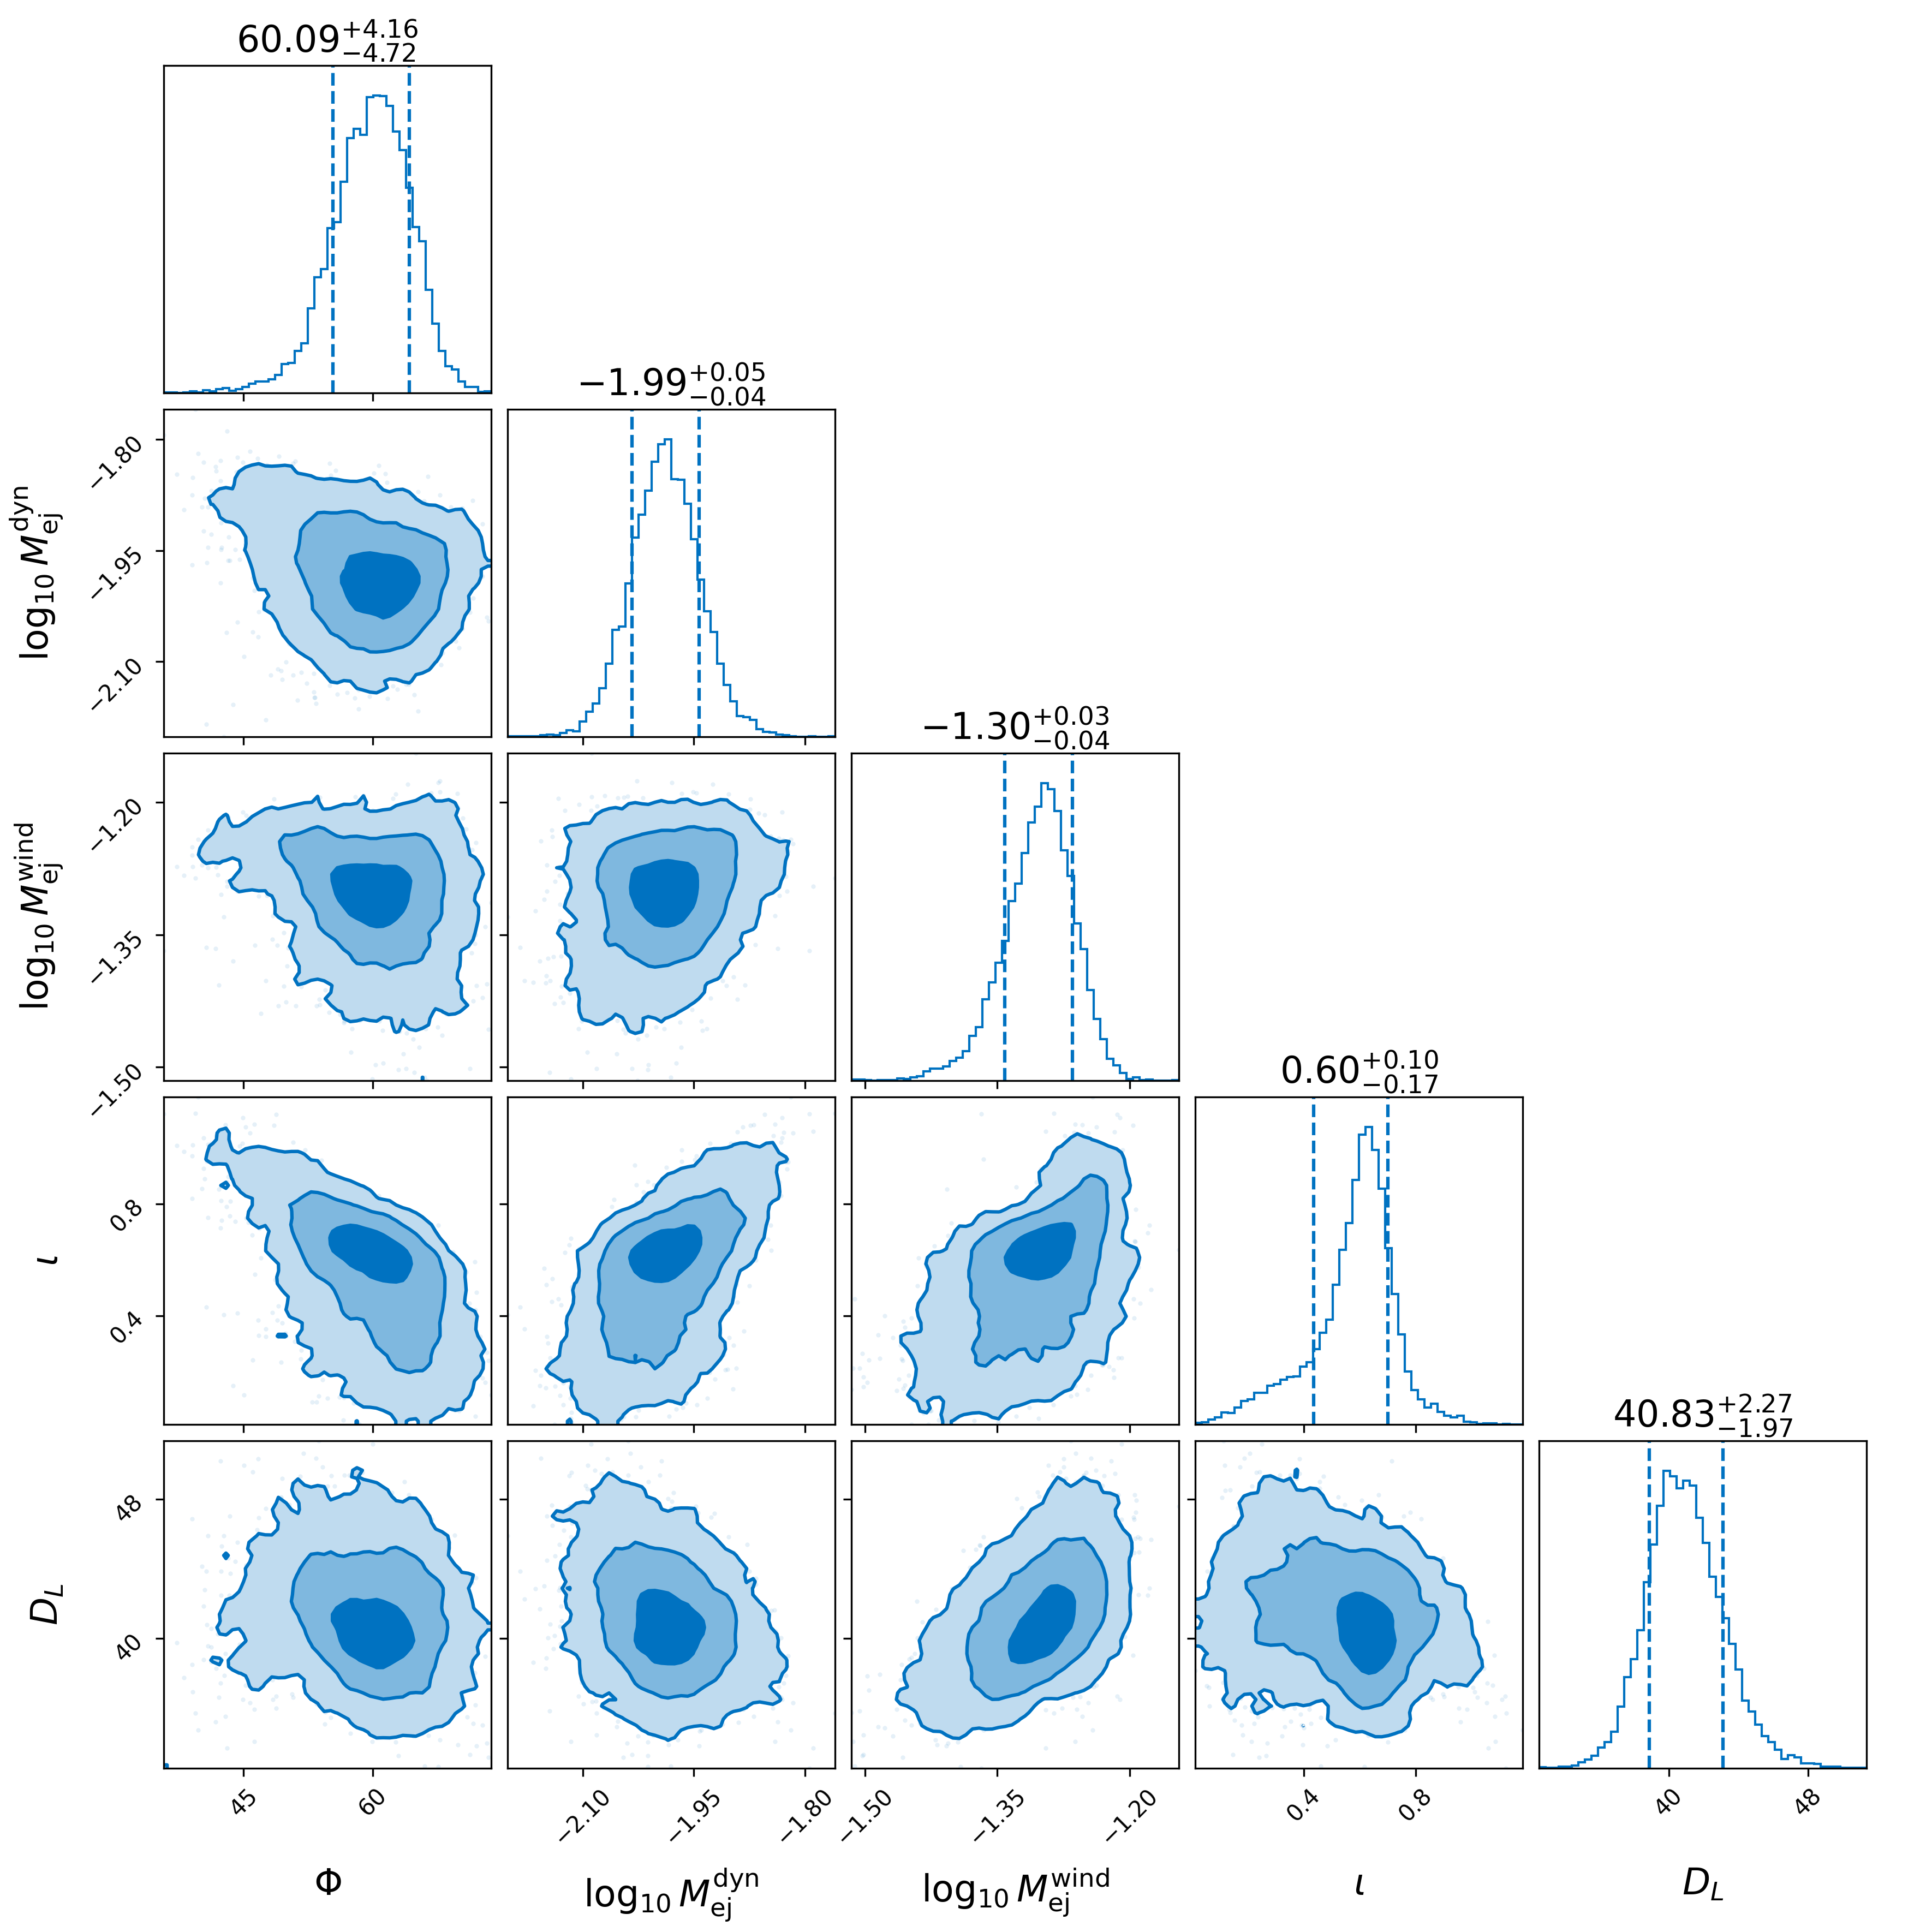 60.09 +4.16 −4.72
−1.99 +0.05 −0.04
−1.80
−1.95
−2.10
log10 M ej dyn
−1.30 +0.03 −0.04
−1.20
−1.35
−1.50
log10 M ej wind
0.60 +0.10 −0.17
0.8
0.4
ι
40.83 +2.27 −1.97
48
40
D_L
45 60 −2.10 −1.95 −1.80 −1.50 −1.35 −1.20 0.4 0.8 40 48
Φ log10 M ej dyn log10 M ej wind ι D_L